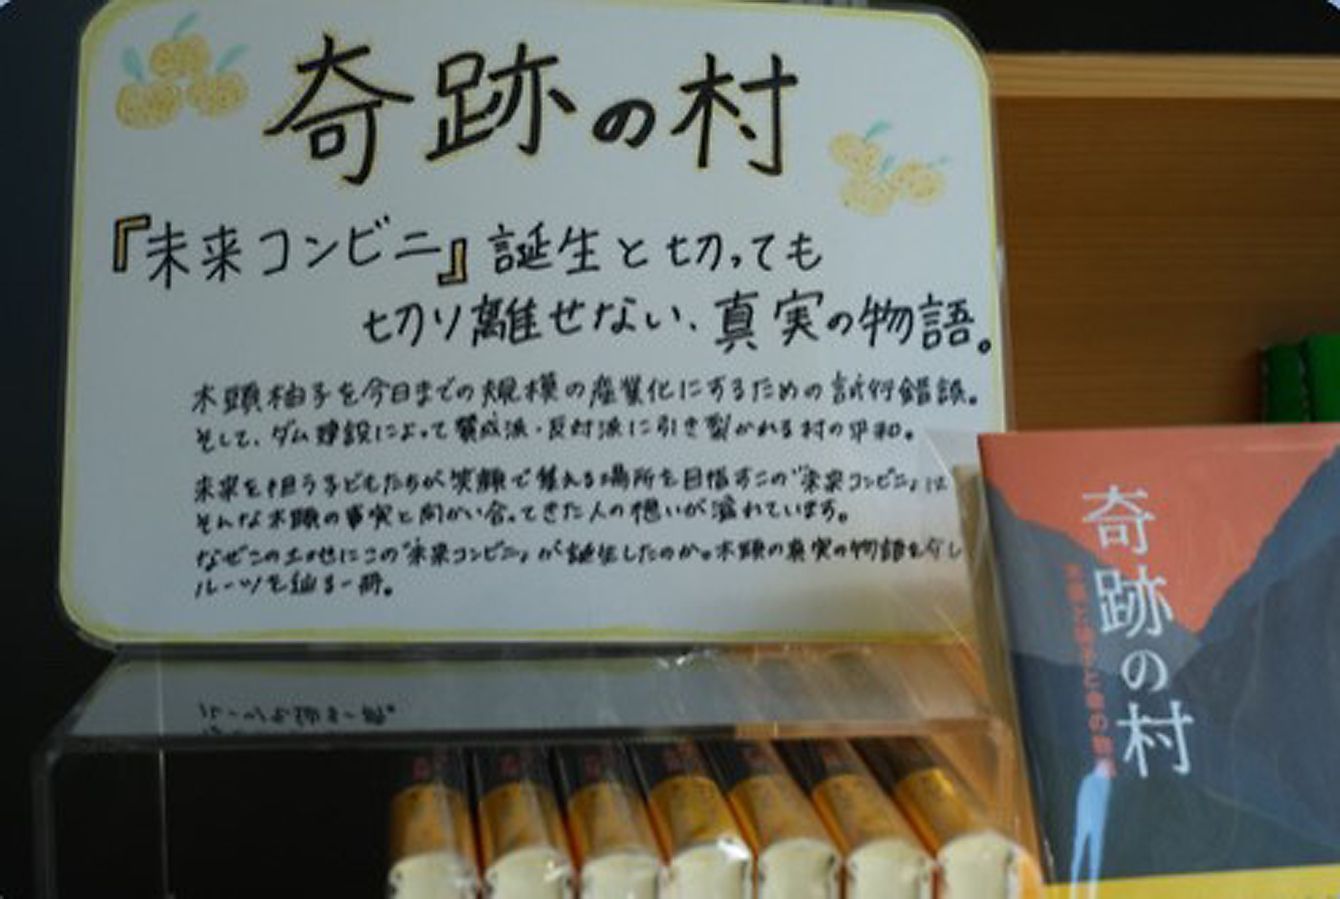 奇跡の村
『未来コンビニ』誕生と切っても
切り離せない、真実の物語。
木頭柚子を今日までの規模の産業化にするための試行錯誤。
そして、ダム建設によって賛成派・反対派に引き裂かれる村の平和。
未来を担う子どもたちが笑顔で集える場所を目指すこの『未来コンビニ』は
そんな木頭の事実と向かい合ってきた人の想いが溢れています。
なぜこの土地にこの『未来コンビニ』が誕生したのか。木頭の真実の物語を介し
ルーツを辿る一冊。
奇跡の村